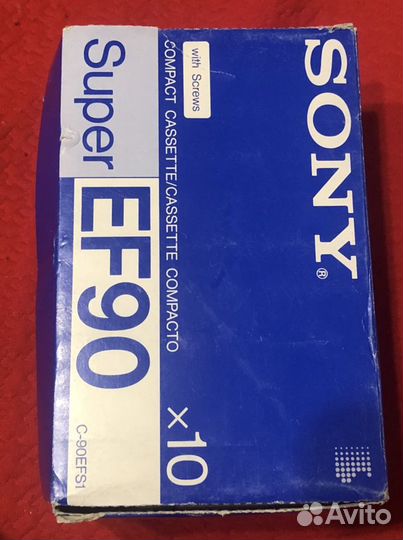 SONY®
with Screws
COMPACT CASSETTE/CASSETTE COMPACTO
Super
EF90
×10
C-90EFS1
Avito